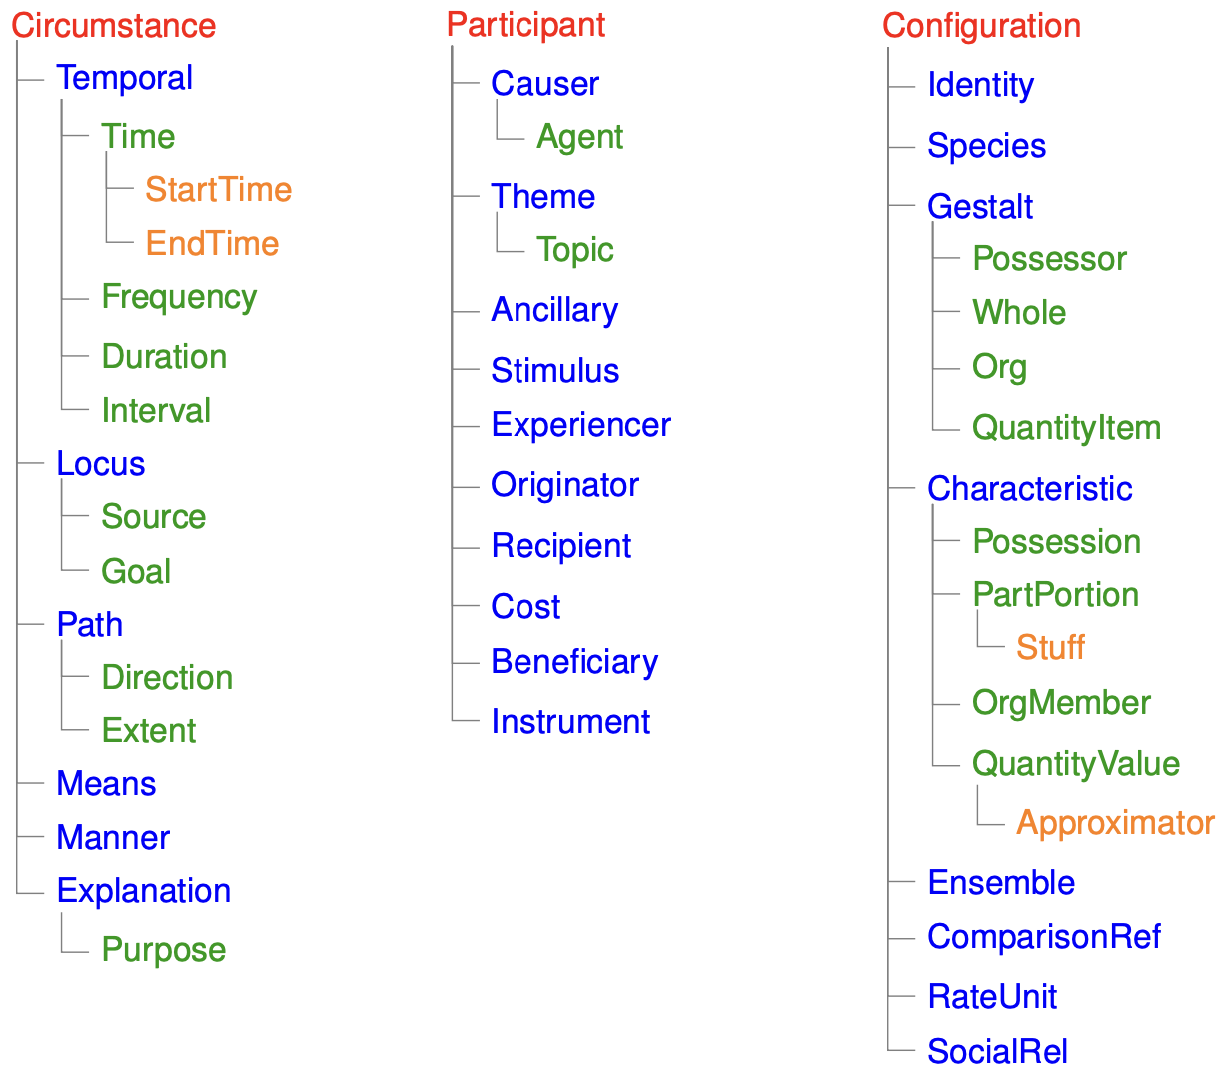 Circumstance
Temporal
Time
StartTime
EndTime
Frequency
Duration
Interval
Locus
Source
Goal
Path
Direction
Extent
Means
Manner
Explanation
Purpose
Participant
Causer
Agent
Theme
Topic
Ancillary
Stimulus
Experiencer
Originator
Recipient
Cost
Beneficiary
Instrument
Configuration
Identity
Species
Gestalt
Possessor
Whole
Org
QuantityItem
Characteristic
Possession
PartPortion
Stuff
OrgMember
QuantityValue
Approximator
Ensemble
ComparisonRef
RateUnit
SocialRel